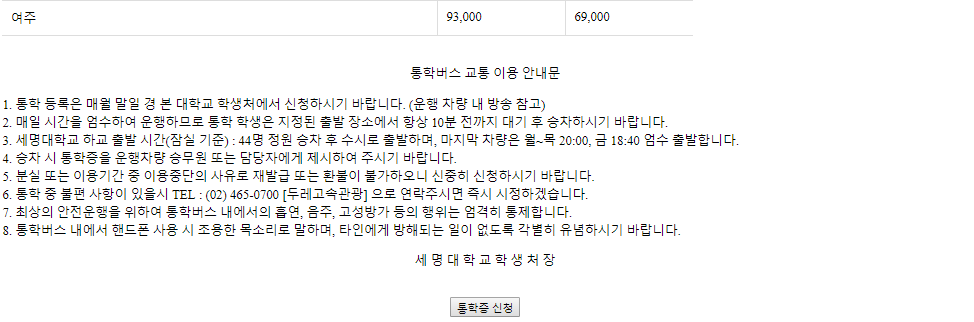 여주 93,000 69,000
통학버스 교통 이용 안내문
1. 통학 등록은 매월 말일 경 본 대학교 학생처에서 신청하시기 바랍니다. (운행 차량 내 방송 참고)
2. 매일 시간을 엄수하여 운행하므로 통학 학생은 지정된 출발 장소에서 항상 10분 전까지 대기 후 승차하시기 바랍니다.
3. 세명대학교 하교 출발 시간(잠실 기준) : 44명 정원 승차 후 수시로 출발하며, 마지막 차량은 월~목 20:00, 금 18:40 엄수 출발합니다.
4. 승차 시 통학증을 운행차량 승무원 또는 담당자에게 제시하여 주시기 바랍니다.
5. 분실 또는 이용기간 중 이용중단의 사유로 재발급 또는 환불이 불가하오니 신중히 신청하시기 바랍니다.
6. 통학 중 불편 사항이 있을시 TEL : (02) 465-0700 [두레고속관광] 으로 연락주시면 즉시 시정하겠습니다.
7. 최상의 안전운행을 위하여 통학버스 내에서의 흡연, 음주, 고성방가 등의 행위는 엄격히 통제합니다.
8. 통학버스 내에서 핸드폰 사용 시 조용한 목소리로 말하며, 타인에게 방해되는 일이 없도록 각별히 유념하시기 바랍니다.
세 명 대 학 교 학 생 처 장
통학증 신청